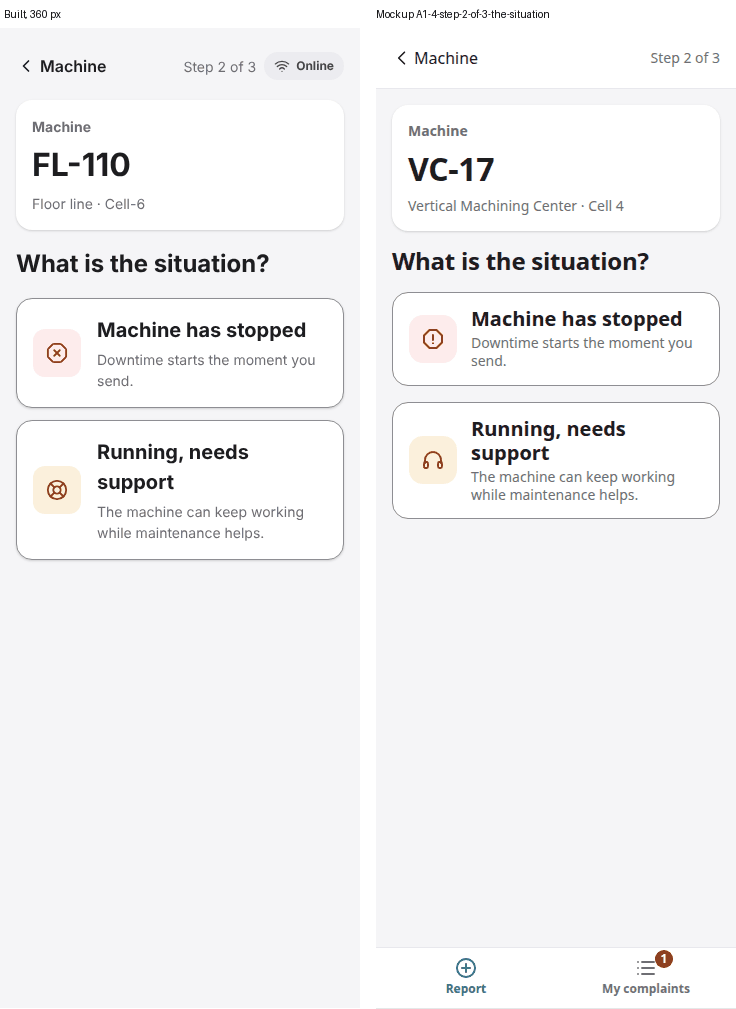 Built, 360 px
Machine
Step 2 of 3
Online
Machine
FL-110
Floor line · Cell-6
What is the situation?
Machine has stopped
Downtime starts the moment you
send.
Running, needs
support
The machine can keep working
while maintenance helps.
Mockup A1-4-step-2-of-3-the-situation
Machine
Step 2 of 3
Machine
VC-17
Vertical Machining Center · Cell 4
What is the situation?
Machine has stopped
Downtime starts the moment you
send.
Running, needs
support
The machine can keep working
while maintenance helps.
Report
1
My complaints